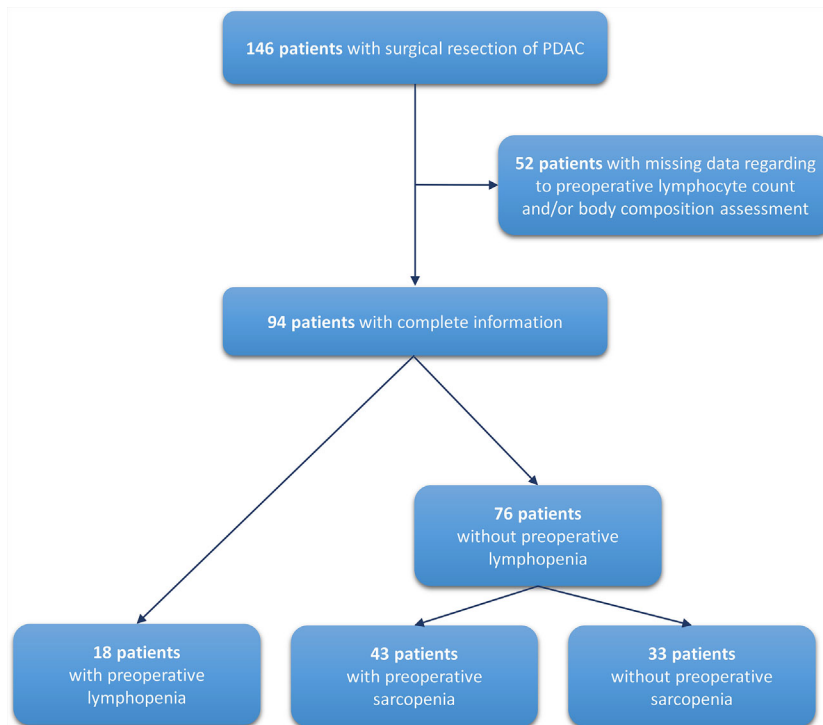 146 patients with surgical resection of PDAC
52 patients with missing data regarding
to preoperative lymphocyte count
and/or body composition assessment
94 patients with complete information
76 patients
without preoperative
lymphopenia
18 patients
with preoperative
lymphopenia
43 patients
with preoperative
sarcopenia
33 patients
without preoperative
sarcopenia